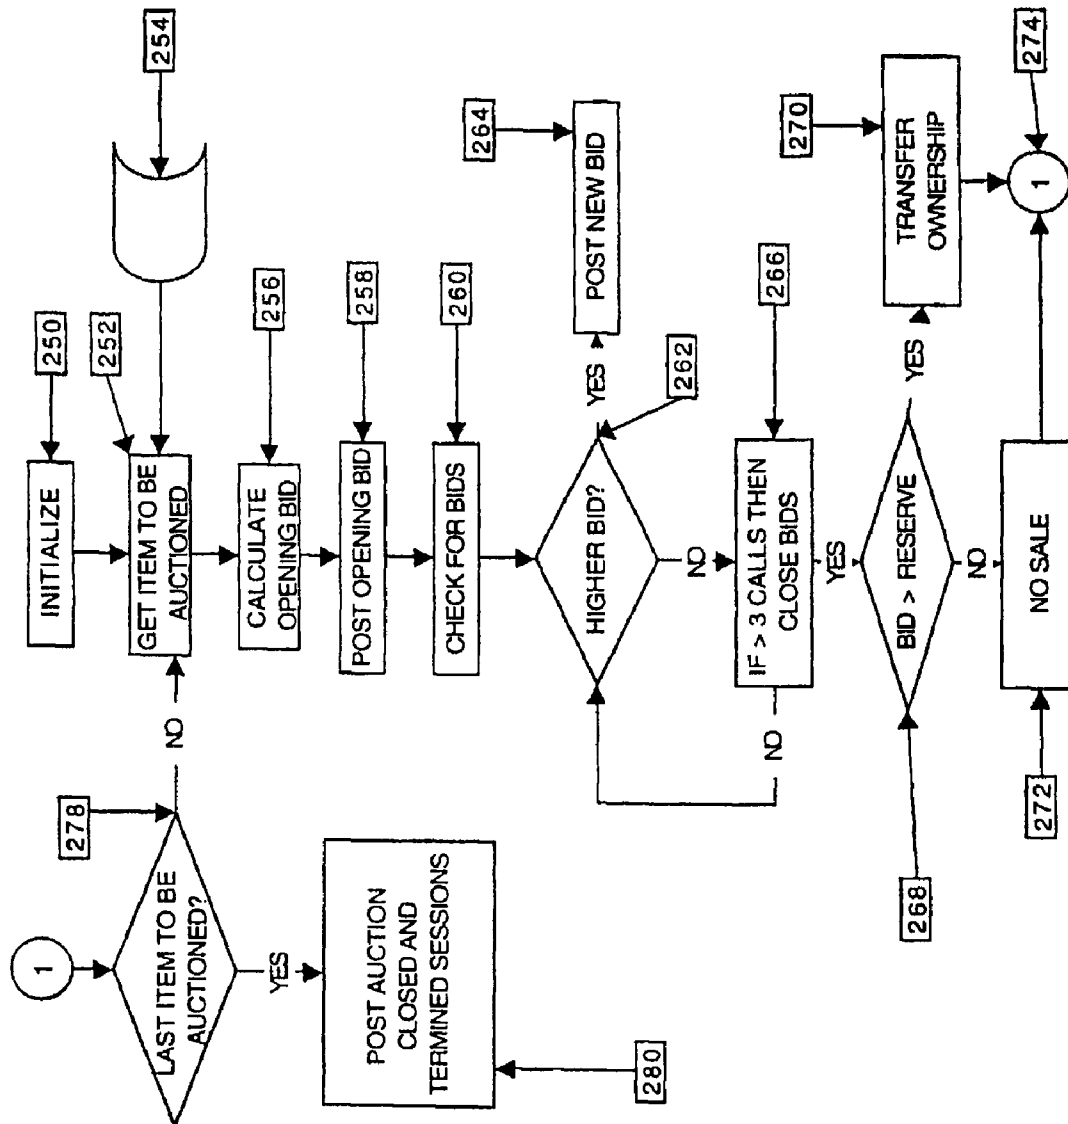 254
250
INITIALIZE
252
GET ITEM TO BE
AUCTIONED
256
CALCULATE
OPENING BID
258
POST OPENING BID
260
CHECK FOR BIDS
HIGHER BID?
262
YES
264
POST NEW BID
NO
266
IF > 3 CALLS THEN
CLOSE BIDS
NO
YES
BID > RESERVE
268
YES
270
TRANSFER
OWNERSHIP
274
1
NO
NO SALE
272
1
278
LAST ITEM TO BE
AUCTIONED?
NO
YES
POST AUCTION
CLOSED AND
TERMINED SESSIONS
280